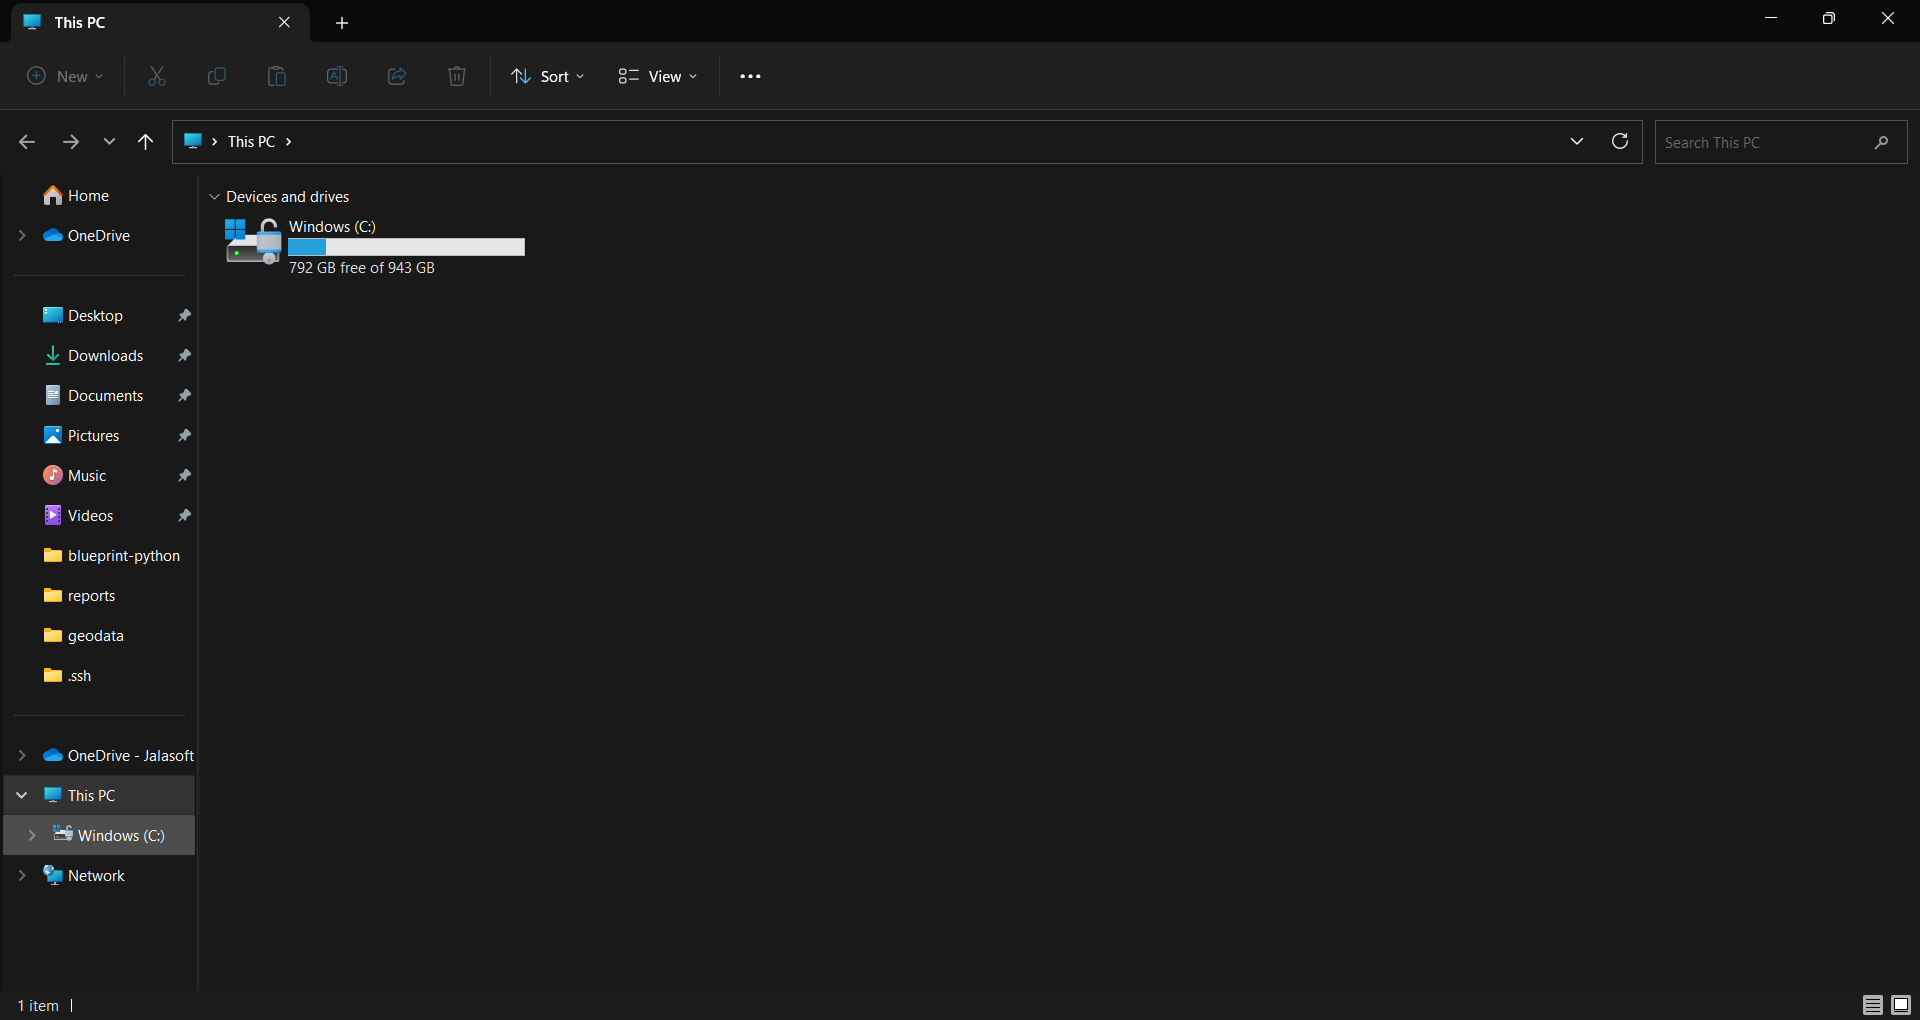 This PC
New
Sort
View
This PC
Search This PC
Home
OneDrive
Desktop
Downloads
Documents
Pictures
Music
Videos
blueprint-python
reports
geodata
.ssh
OneDrive - Jalasoft
This PC
Windows (C:)
Network
Devices and drives
Windows (C:)
792 GB free of 943 GB
1 item